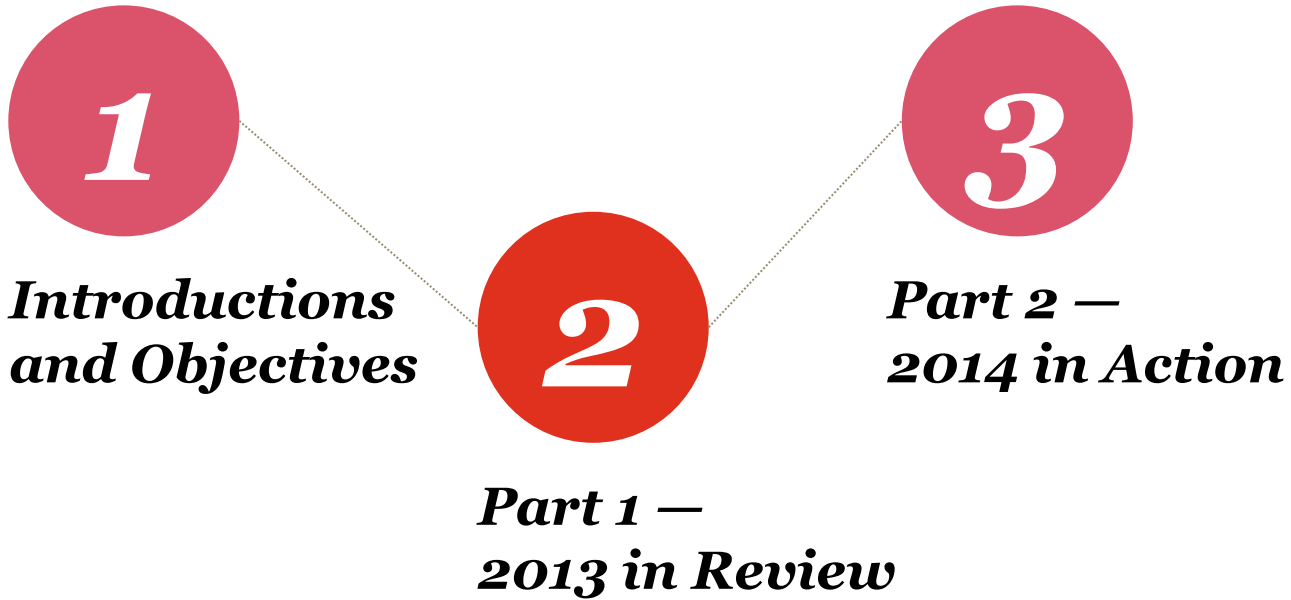 1
Introductions
and Objectives
2
Part 1 —
2013 in Review
3
Part 2 —
2014 in Action